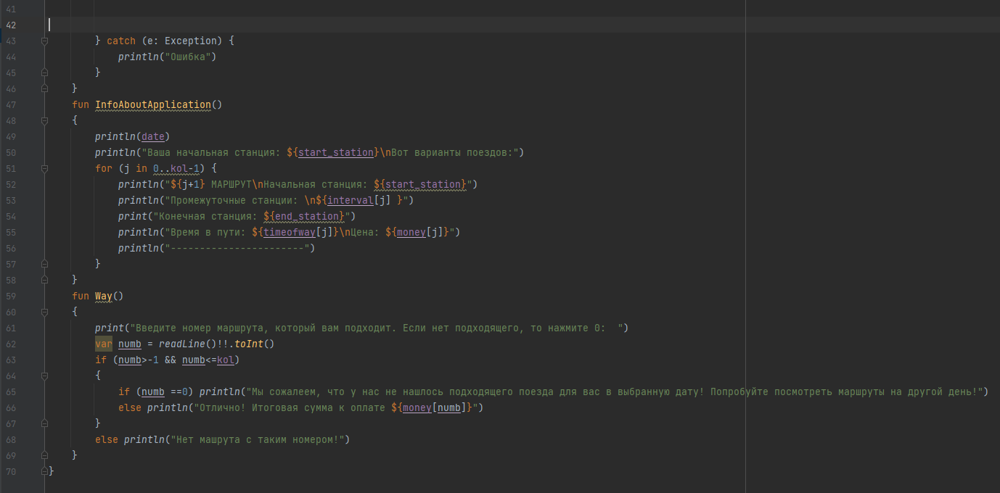 41
42
43 } catch (e: Exception) {
44 println("Ошибка")
45 }
46 }
47 fun InfoAboutApplication()
48 {
49 println(date)
50 println("Ваша начальная станция: ${start_station}\nВот варианты поездов:")
51 for (j in 0..kol-1) {
52 println("${j+1} МАРШРУТ\nНачальная станция: ${start_station}")
53 println("Промежуточные станции: \n${interval[j] }")
54 print("Конечная станция: ${end_station}")
55 println("Время в пути: ${timeofway[j]}\nЦена: ${money[j]}")
56 println("-----------------------")
57 }
58 }
59 fun Way()
60 {
61 print("Введите номер маршрута, который вам подходит. Если нет подходящего, то нажмите 0:  ")
62 var numb = readLine()!!.toInt()
63 if (numb>-1 && numb<=kol)
64 {
65 if (numb ==0) println("Мы сожалеем, что у нас не нашлось подходящего поезда для вас в выбранную дату! Попробуйте посмотреть маршруты на другой день!")
66 else println("Отлично! Итоговая сумма к оплате ${money[numb]}")
67 }
68 else println("Нет машрута с таким номером!")
69 }
70 }